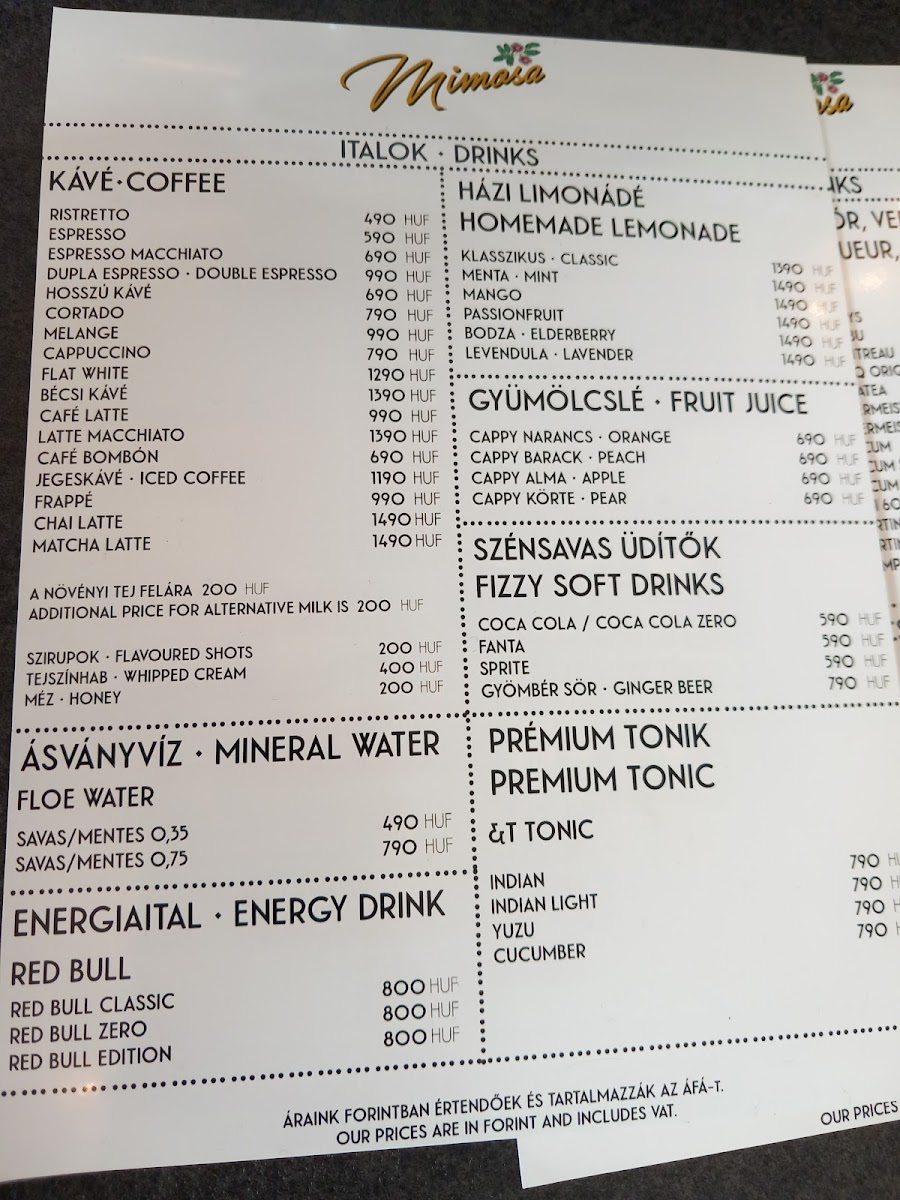 Mimosa
ITALOK · DRINKS
KÁVÉ·COFFEE
RISTRETTO 490 HUF
ESPRESSO 590 HUF
ESPRESSO MACCHIATO 690 HUF
DUPLA ESPRESSO · DOUBLE ESPRESSO 990 HUF
HOSSZÚ KÁVÉ 690 HUF
CORTADO 790 HUF
MELANGE 990 HUF
CAPPUCCINO 790 HUF
FLAT WHITE 1290 HUF
BÉCSI KÁVÉ 1390 HUF
CAFÉ LATTE 990 HUF
LATTE MACCHIATO 1390 HUF
CAFÉ BOMBÓN 690 HUF
JEGESKÁVÉ · ICED COFFEE 1190 HUF
FRAPPÉ 990 HUF
CHAI LATTE 1490 HUF
MATCHA LATTE 1490 HUF
A NÖVÉNYI TEJ FELÁRA 200 HUF
ADDITIONAL PRICE FOR ALTERNATIVE MILK IS 200 HUF
SZIRUPOK · FLAVOURED SHOTS 200 HUF
TEJSZÍNHAB · WHIPPED CREAM 400 HUF
MÉZ · HONEY 200 HUF
ÁSVÁNYVÍZ · MINERAL WATER
FLOE WATER
SAVAS/MENTES 0,35 490 HUF
SAVAS/MENTES 0,75 790 HUF
ENERGIAITAL · ENERGY DRINK
RED BULL
RED BULL CLASSIC 800 HUF
RED BULL ZERO 800 HUF
RED BULL EDITION 800 HUF
HÁZI LIMONÁDÉ
HOMEMADE LEMONADE
KLASSZIKUS · CLASSIC 1390 HUF
MENTA · MINT 1490 HUF
MANGO 1490 HUF
PASSIONFRUIT 1490 HUF
BODZA · ELDERBERRY 1490 HUF
LEVENDULA · LAVENDER 1490 HUF
GYÜMÖLCSLÉ · FRUIT JUICE
CAPPY NARANCS · ORANGE 690 HUF
CAPPY BARACK · PEACH 690 HUF
CAPPY ALMA · APPLE 690 HUF
CAPPY KÖRTE · PEAR 690 HUF
SZÉNSAVAS ÜDÍTŐK
FIZZY SOFT DRINKS
COCA COLA / COCA COLA ZERO 590 HUF
FANTA 590 HUF
SPRITE 590 HUF
GYÖMBÉR SÖR · GINGER BEER 790 HUF
PRÉMIUM TONIK
PREMIUM TONIC
&T TONIC
INDIAN 790 HU
INDIAN LIGHT 790 H
YUZU 790 H
CUCUMBER 790 H
ÁRAINK FORINTBAN ÉRTENDŐEK ÉS TARTALMAZZÁK AZ ÁFÁ-T.
OUR PRICES ARE IN FORINT AND INCLUDES VAT.
OUR PRICES